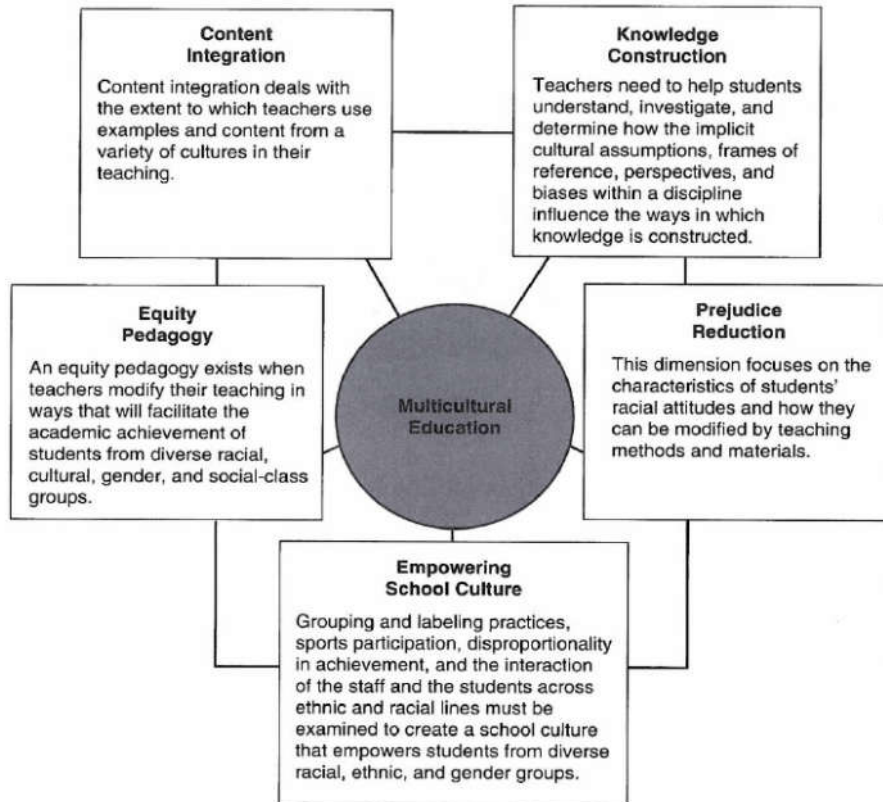 Content
Integration
Content integration deals with
the extent to which teachers use
examples and content from a
variety of cultures in their
teaching.
Knowledge
Construction
Teachers need to help students
understand, investigate, and
determine how the implicit
cultural assumptions, frames of
reference, perspectives, and
biases within a discipline
influence the ways in which
knowledge is constructed.
Equity
Pedagogy
An equity pedagogy exists when
teachers modify their teaching in
ways that will facilitate the
academic achievement of
students from diverse racial,
cultural, gender, and social-class
groups.
Multicultural
Education
Prejudice
Reduction
This dimension focuses on the
characteristics of students'
racial attitudes and how they
can be modified by teaching
methods and materials.
Empowering
School Culture
Grouping and labeling practices,
sports participation, disproportionality
in achievement, and the interaction
of the staff and the students across
ethnic and racial lines must be
examined to create a school culture
that empowers students from diverse
racial, ethnic, and gender groups.